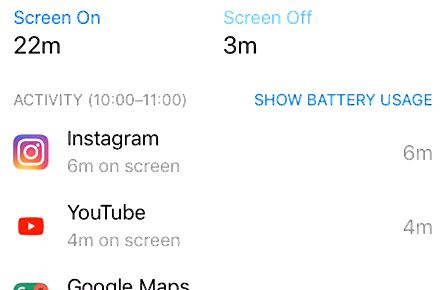 Screen On Screen Off
22m 3m
ACTIVITY (10:00–11:00) SHOW BATTERY USAGE
Instagram
6m on screen 6m
YouTube
4m on screen 4m
Google Maps